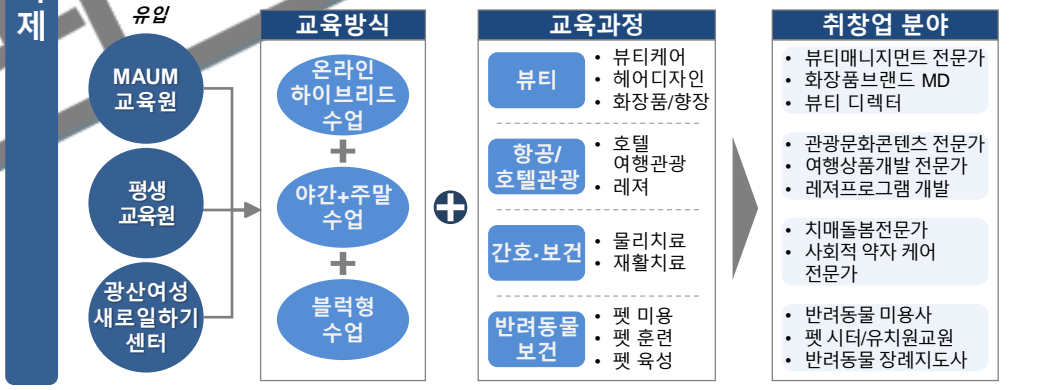 제
유입
MAUM
교육원
평생
교육원
광산여성
새로일하기
센터
교육방식
온라인
하이브리드
수업
야간+주말
수업
블럭형
수업
교육과정
뷰티
• 뷰티케어
• 헤어디자인
• 화장품/향장
항공/
호텔관광
• 호텔
여행관광
• 레져
간호·보건
• 물리치료
• 재활치료
반려동물
보건
• 펫 미용
• 펫 훈련
• 펫 육성
취창업 분야
• 뷰티매니지먼트 전문가
• 화장품브랜드 MD
• 뷰티 디렉터
• 관광문화콘텐츠 전문가
• 여행상품개발 전문가
• 레져프로그램 개발
• 치매돌봄전문가
• 사회적 약자 케어
전문가
• 반려동물 미용사
• 펫 시터/유치원교원
• 반려동물 장례지도사